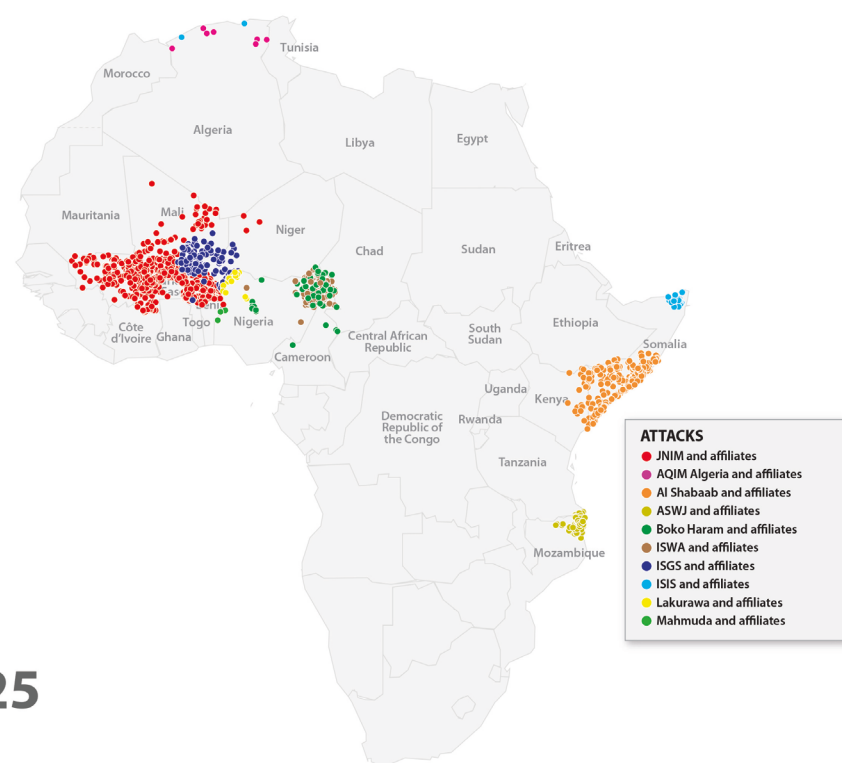 Tunisia
Morocco
Algeria
Libya
Egypt
Mauritania
Mali
Niger
Chad
Sudan
Eritrea
Côte
d'Ivoire
Ghana
Togo
Nigeria
Cameroon
Central African
Republic
South
Sudan
Ethiopia
Somalia
Uganda
Kenya
Rwanda
Democratic
Republic of
the Congo
Tanzania
Mozambique
ATTACKS
JNIM and affiliates
AQIM Algeria and affiliates
Al Shabaab and affiliates
ASWJ and affiliates
Boko Haram and affiliates
ISWA and affiliates
ISGS and affiliates
ISIS and affiliates
Lakurawa and affiliates
Mahmuda and affiliates
25